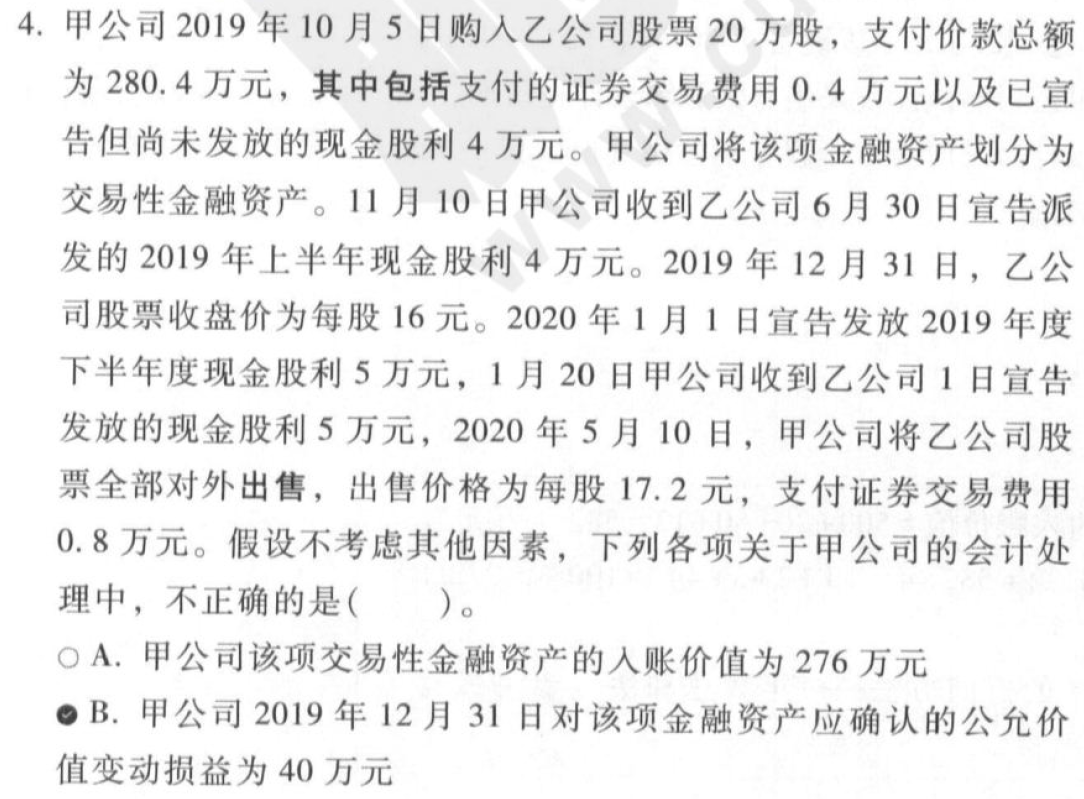 4. 甲公司 2019 年 10 月 5 日购入乙公司股票 20 万股，支付价款总额
为 280.4 万元，其中包括支付的证券交易费用 0.4 万元以及已宣
告但尚未发放的现金股利 4 万元。甲公司将该项金融资产划分为
交易性金融资产。11 月 10 日甲公司收到乙公司 6 月 30 日宣告派
发的 2019 年上半年现金股利 4 万元。2019 年 12 月 31 日，乙公
司股票收盘价为每股 16 元。2020 年 1 月 1 日宣告发放 2019 年度
下半年度现金股利 5 万元，1 月 20 日甲公司收到乙公司 1 日宣告
发放的现金股利 5 万元，2020 年 5 月 10 日，甲公司将乙公司股
票全部对外出售，出售价格为每股 17.2 元，支付证券交易费用
0.8 万元。假设不考虑其他因素，下列各项关于甲公司的会计处
理中，不正确的是(　　)。
A. 甲公司该项交易性金融资产的入账价值为 276 万元
B. 甲公司 2019 年 12 月 31 日对该项金融资产应确认的公允价
值变动损益为 40 万元